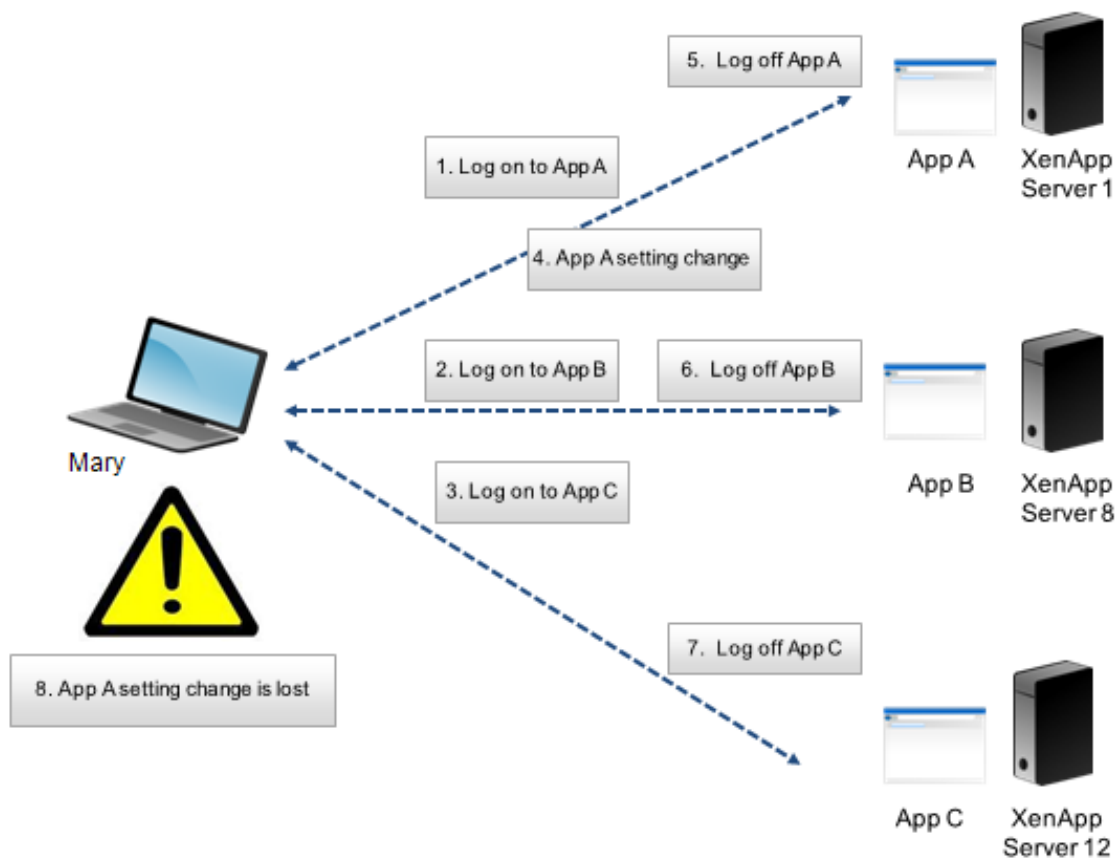 5. Log off App A
App A
XenApp
Server 1
1. Log on to App A
4. App A setting change
Mary
2. Log on to App B
6. Log off App B
App B
XenApp
Server 8
3. Log on to App C
7. Log off App C
8. App A setting change is lost
App C
XenApp
Server 12